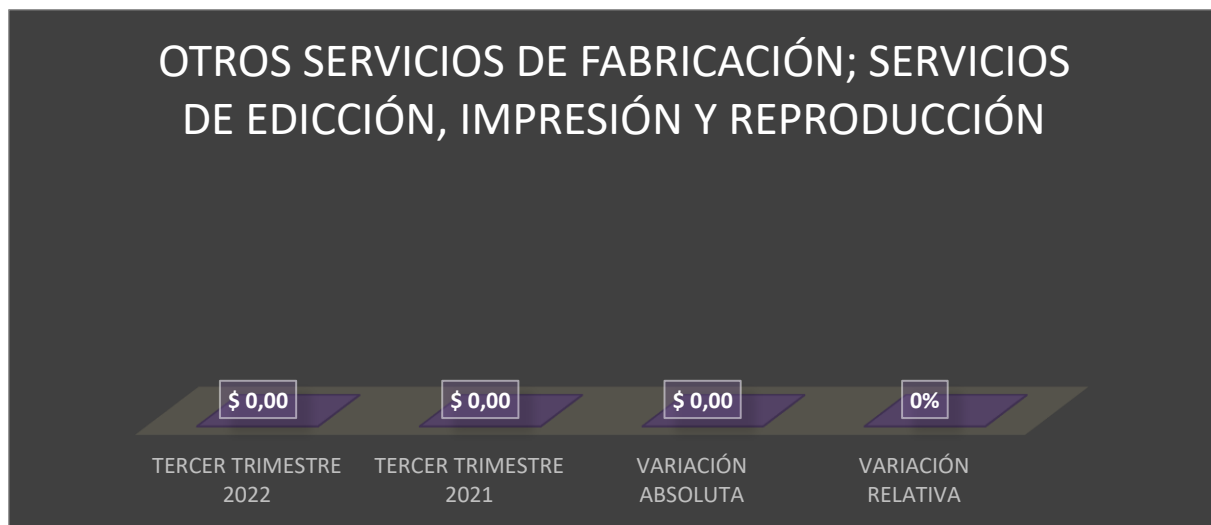 OTROS SERVICIOS DE FABRICACIÓN; SERVICIOS
DE EDICCIÓN, IMPRESIÓN Y REPRODUCCIÓN
$ 0,00
$ 0,00
$ 0,00
0%
TERCER TRIMESTRE
2022
TERCER TRIMESTRE
2021
VARIACIÓN
ABSOLUTA
VARIACIÓN
RELATIVA